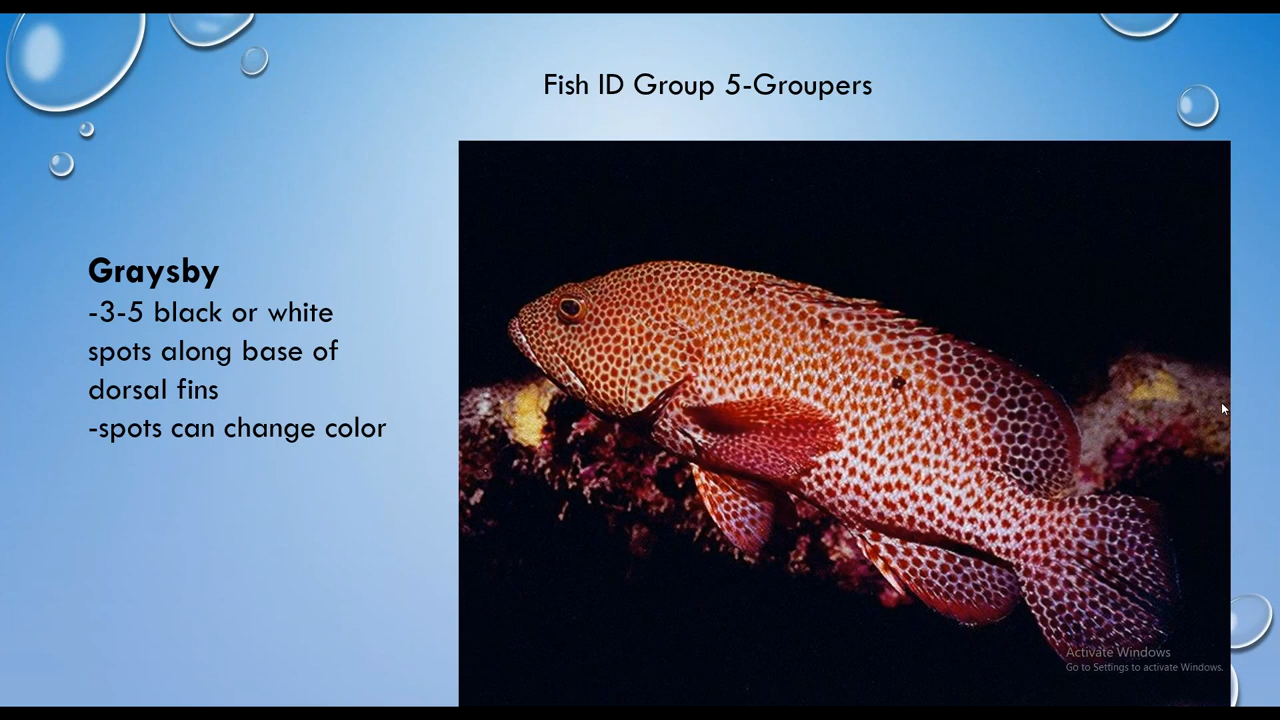 Fish ID Group 5-Groupers
Graysby
-3-5 black or white
spots along base of
dorsal fins
-spots can change color
Activate Windows
Go to Settings to activate Windows.